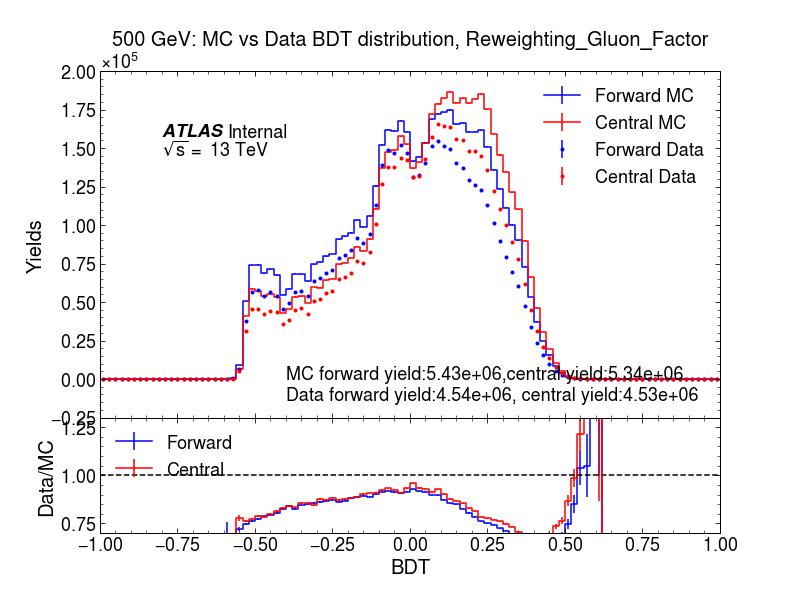 500 GeV: MC vs Data BDT distribution, Reweighting_Gluon_Factor
×10⁵
2.00
1.75
1.50
1.25
1.00
0.75
0.50
0.25
0.00
−0.25
Yields
ATLAS Internal
√s = 13 TeV
Forward MC
Central MC
Forward Data
Central Data
MC forward yield:5.43e+06,central yield:5.34e+06
Data forward yield:4.54e+06, central yield:4.53e+06
1.25
1.00
0.75
Data/MC
Forward
Central
−1.00 −0.75 −0.50 −0.25 0.00 0.25 0.50 0.75 1.00
BDT